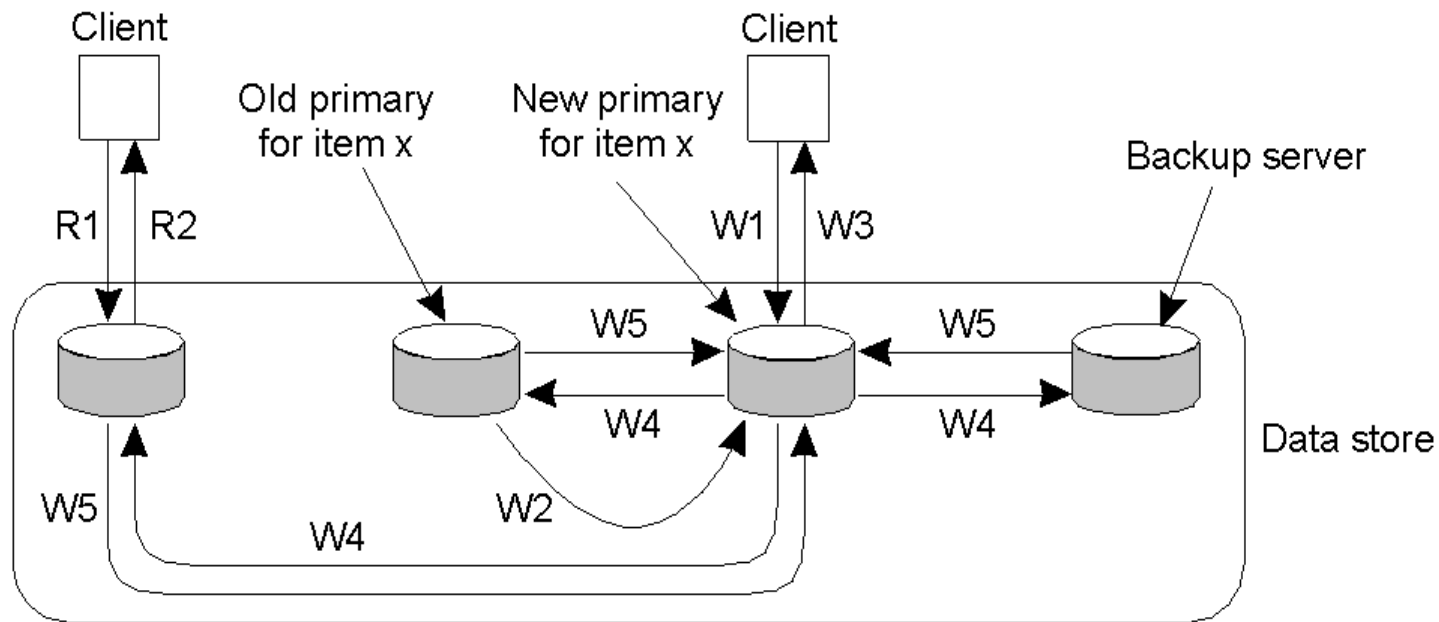 Client
Client
Old primary
for item x
New primary
for item x
Backup server
R1
R2
W1
W3
W5
W5
W4
W4
Data store
W5
W2
W4